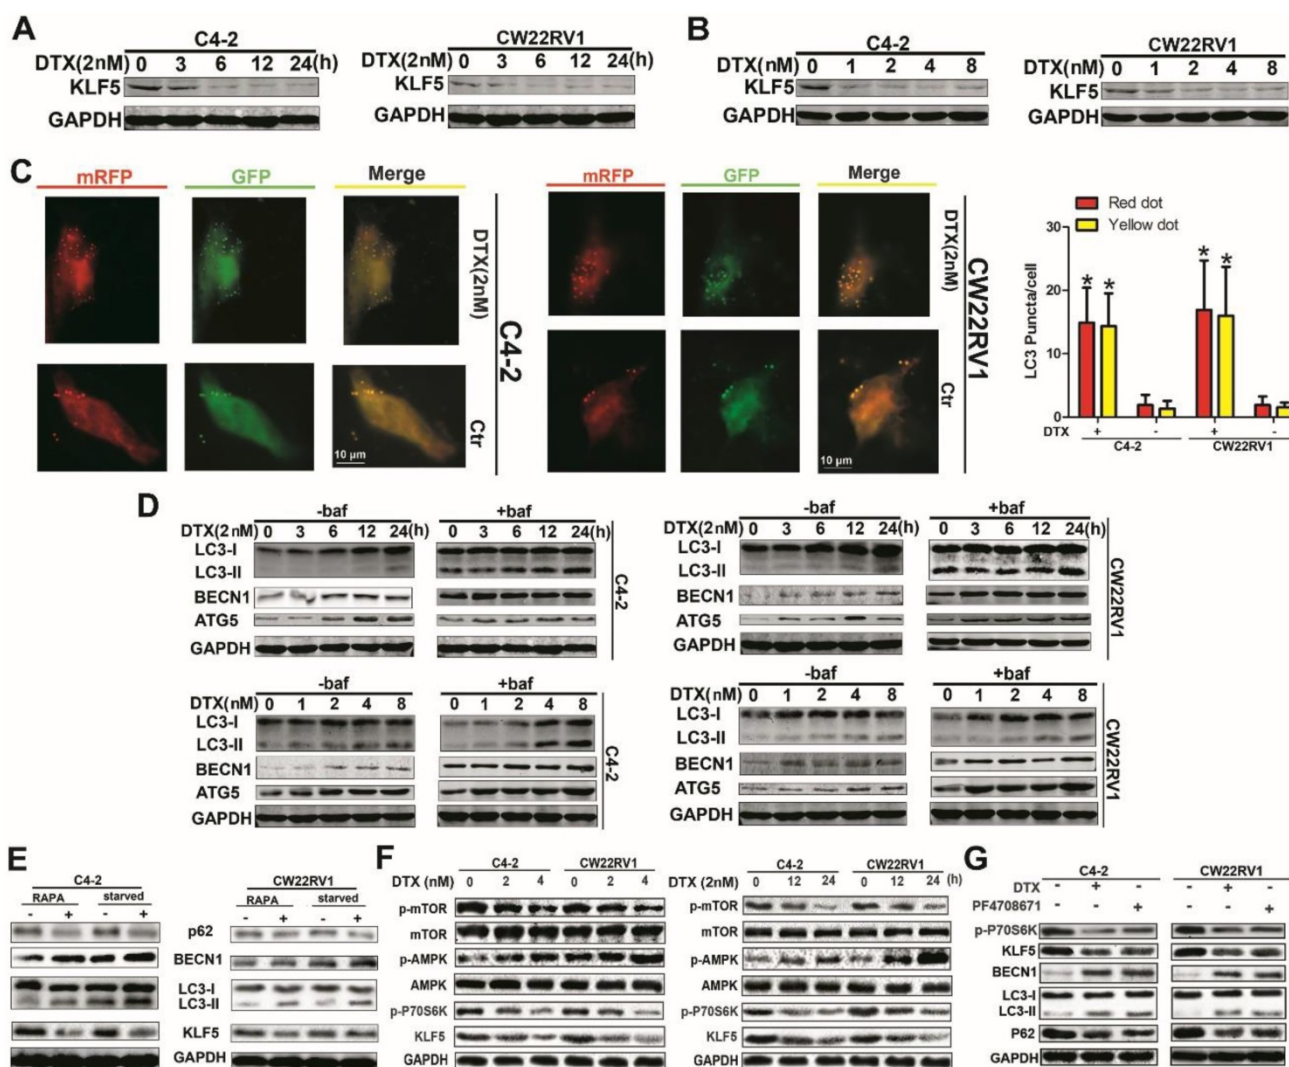 A
C4-2
DTX(2nM) 0 3 6 12 24(h)
KLF5
GAPDH
CW22RV1
DTX(2nM) 0 3 6 12 24(h)
KLF5
GAPDH
B
C4-2
DTX(nM) 0 1 2 4 8
KLF5
GAPDH
CW22RV1
DTX(nM) 0 1 2 4 8
KLF5
GAPDH
C
mRFP GFP Merge
DTX(2nM)
Ctr
C4-2
10 μm
mRFP GFP Merge
DTX(2nM)
Ctr
CW22RV1
10 μm
Red dot
Yellow dot
LC3 Puncta/cell
30
20
10
0
* * * *
DTX + - + -
C4-2 CW22RV1
D
-baf +baf
DTX(2nM) 0 3 6 12 24(h) 0 3 6 12 24(h)
LC3-I
LC3-II
BECN1
ATG5
GAPDH
C4-2
-baf +baf
DTX(2nM) 0 3 6 12 24(h) 0 3 6 12 24(h)
LC3-I
LC3-II
BECN1
ATG5
GAPDH
CW22RV1
-baf +baf
DTX(nM) 0 1 2 4 8 0 1 2 4 8
LC3-I
LC3-II
BECN1
ATG5
GAPDH
C4-2
-baf +baf
DTX(nM) 0 1 2 4 8 0 1 2 4 8
LC3-I
LC3-II
BECN1
ATG5
GAPDH
CW22RV1
E
C4-2
RAPA starved
- + - +
CW22RV1
RAPA starved
- + - +
p62
BECN1
LC3-I
LC3-II
KLF5
GAPDH
F
C4-2 CW22RV1
DTX (nM) 0 2 4 0 2 4
p-mTOR
mTOR
p-AMPK
AMPK
p-P70S6K
KLF5
GAPDH
C4-2 CW22RV1
DTX (2nM) 0 12 24 0 12 24 (h)
p-mTOR
mTOR
p-AMPK
AMPK
p-P70S6K
KLF5
GAPDH
G
C4-2 CW22RV1
DTX - + - - + -
PF4708671 - - + - - +
p-P70S6K
KLF5
BECN1
LC3-I
LC3-II
P62
GAPDH